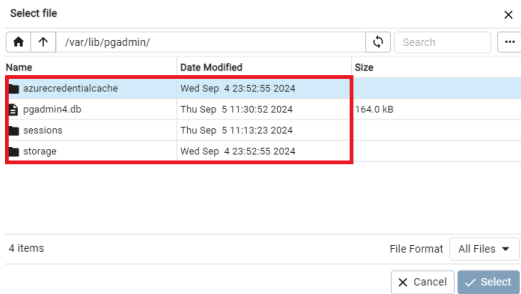 Select file
/var/lib/pgadmin/ Search
Name Date Modified Size
azurecredentialcache Wed Sep 4 23:52:55 2024
pgadmin4.db Thu Sep 5 11:30:52 2024 164.0 kB
sessions Thu Sep 5 11:13:23 2024
storage Wed Sep 4 23:52:55 2024
4 items File Format All Files
Cancel Select